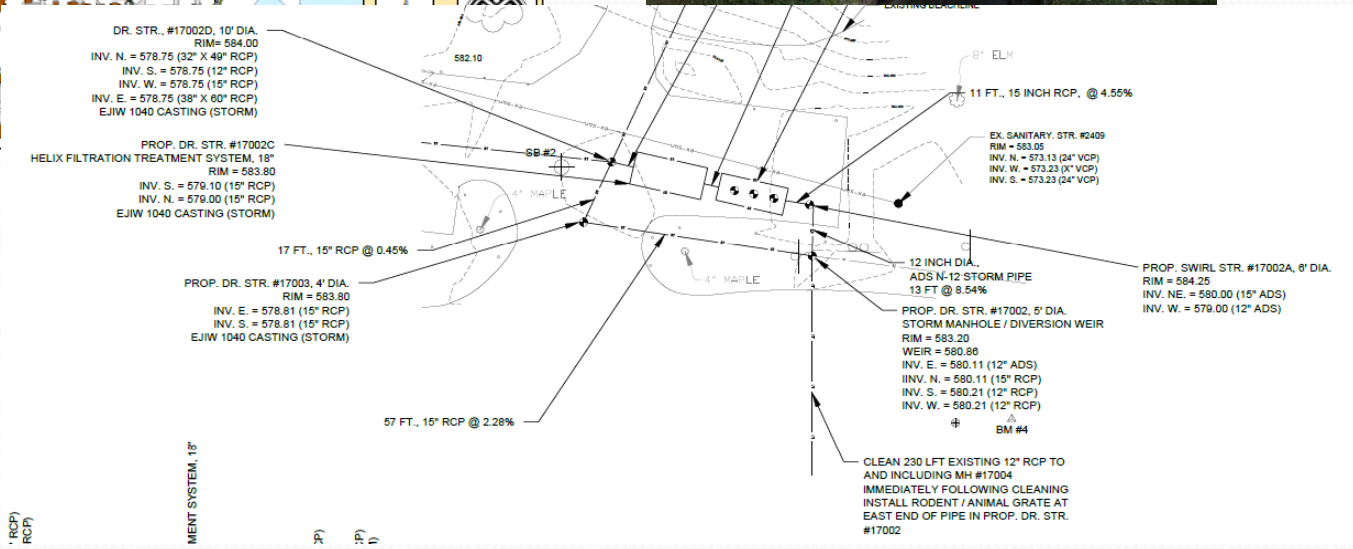 EXISTING BEACHLINE
DR. STR., #17002D, 10' DIA.
RIM= 584.00
INV. N. = 578.75 (32" X 49" RCP)
INV. S. = 578.75 (12" RCP)
INV. W. = 578.75 (15" RCP)
INV. E. = 578.75 (38" X 60" RCP)
EJIW 1040 CASTING (STORM)
582.10
8" ELM
11 FT., 15 INCH RCP, @ 4.55%
PROP. DR. STR. #17002C
HELIX FILTRATION TREATMENT SYSTEM, 18"
RIM = 583.80
INV. S. = 579.10 (15" RCP)
INV. N. = 579.00 (15" RCP)
EJIW 1040 CASTING (STORM)
SB #2
4" MAPLE
EX. SANITARY. STR. #2409
RIM = 583.05
INV. N. = 573.13 (24" VCP)
INV. W. = 573.23 (X" VCP)
INV. S. = 573.23 (24" VCP)
17 FT., 15" RCP @ 0.45%
PROP. DR. STR. #17003, 4' DIA.
RIM = 583.80
INV. E. = 578.81 (15" RCP)
INV. S. = 578.81 (15" RCP)
EJIW 1040 CASTING (STORM)
4" MAPLE
12 INCH DIA.,
ADS N-12 STORM PIPE
13 FT @ 8.54%
PROP. SWIRL STR. #17002A, 6' DIA.
RIM = 584.25
INV. NE. = 580.00 (15" ADS)
INV. W. = 579.00 (12" ADS)
PROP. DR. STR. #17002, 5' DIA.
STORM MANHOLE / DIVERSION WEIR
RIM = 583.20
WEIR = 580.86
INV. E. = 580.11 (12" ADS)
IINV. N. = 580.11 (15" RCP)
INV. S. = 580.21 (12" RCP)
INV. W. = 580.21 (12" RCP)
BM #4
57 FT., 15" RCP @ 2.28%
CLEAN 230 LFT EXISTING 12" RCP TO
AND INCLUDING MH #17004
IMMEDIATELY FOLLOWING CLEANING
INSTALL RODENT / ANIMAL GRATE AT
EAST END OF PIPE IN PROP. DR. STR.
#17002
RCP)
RCP)
MENT SYSTEM, 18"